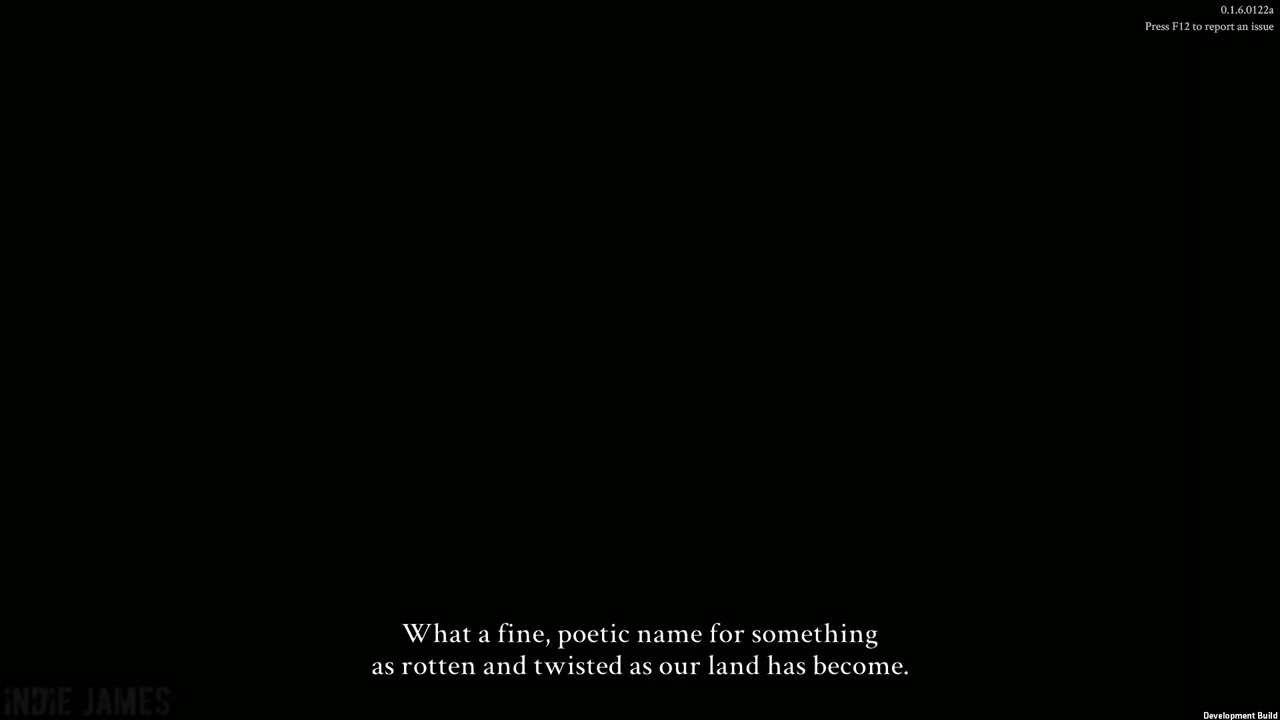 0.1.6.0122a
Press F12 to report an issue
What a fine, poetic name for something
as rotten and twisted as our land has become.
INDIE JAMES
Development Build